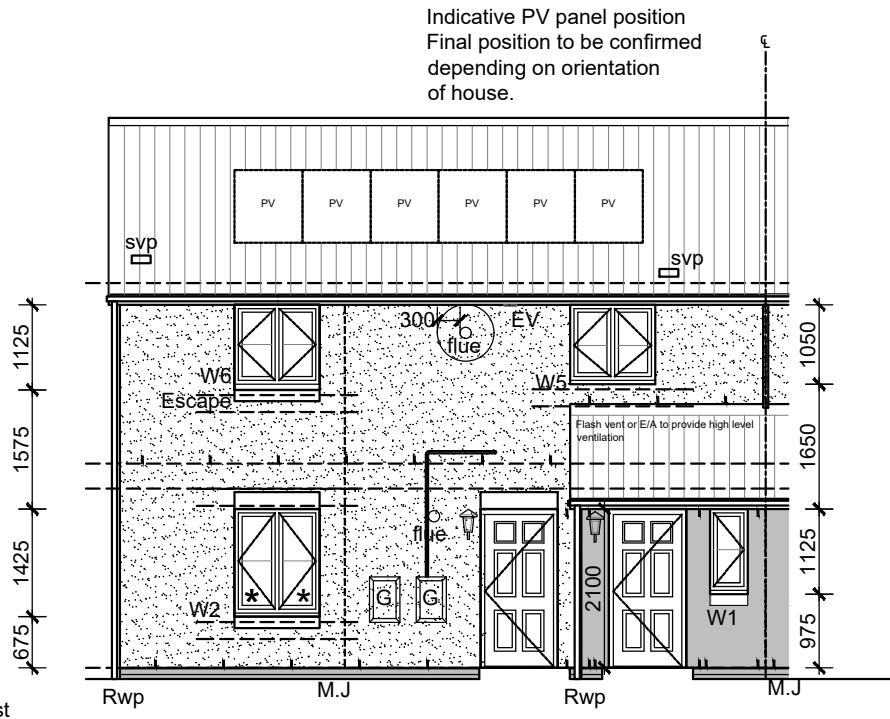 Indicative PV panel position
Final position to be confirmed
depending on orientation
of house.
℄
PV PV PV PV PV PV
svp
svp
300
EV
flue
W6
Escape
W5
Flash vent or E/A to provide high level
ventilation
1125
1575
1425
675
1050
1650
1125
975
flue
G G
2100
W2
* *
W1
Rwp
M.J
Rwp
M.J
st